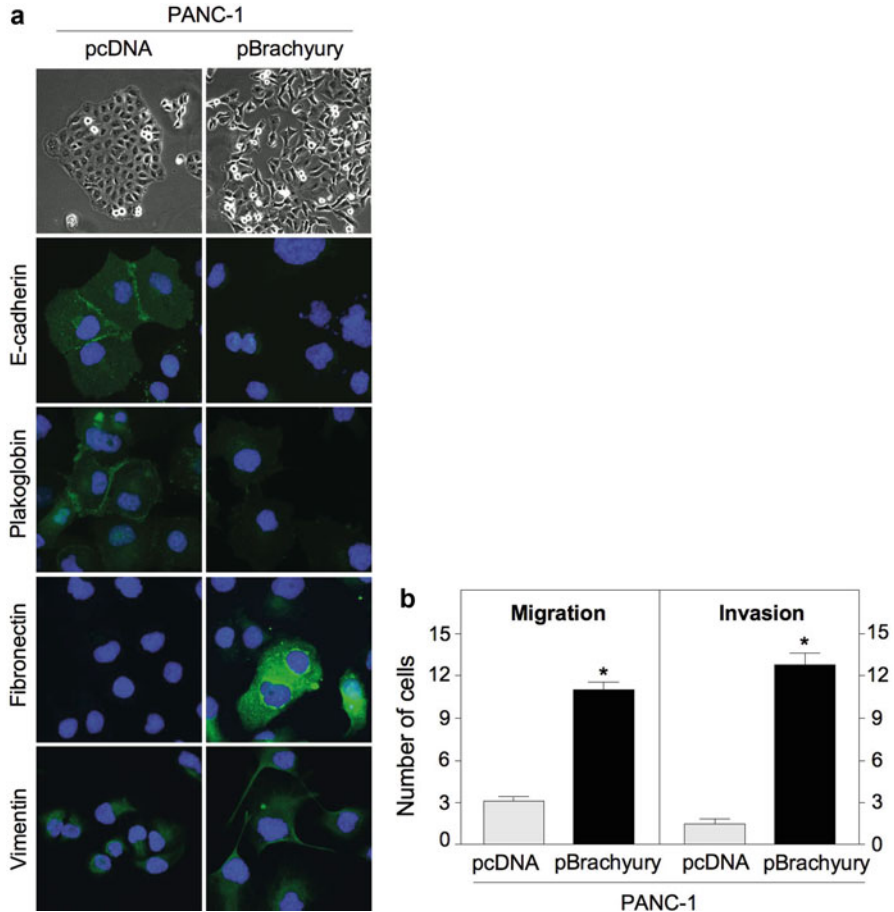 a
PANC-1
pcDNA
pBrachyury
E-cadherin
Plakoglobin
Fibronectin
Vimentin
b
Migration
Invasion
Number of cells
15
12
9
6
3
0
*
*
15
12
9
6
3
0
pcDNA
pBrachyury
pcDNA
pBrachyury
PANC-1